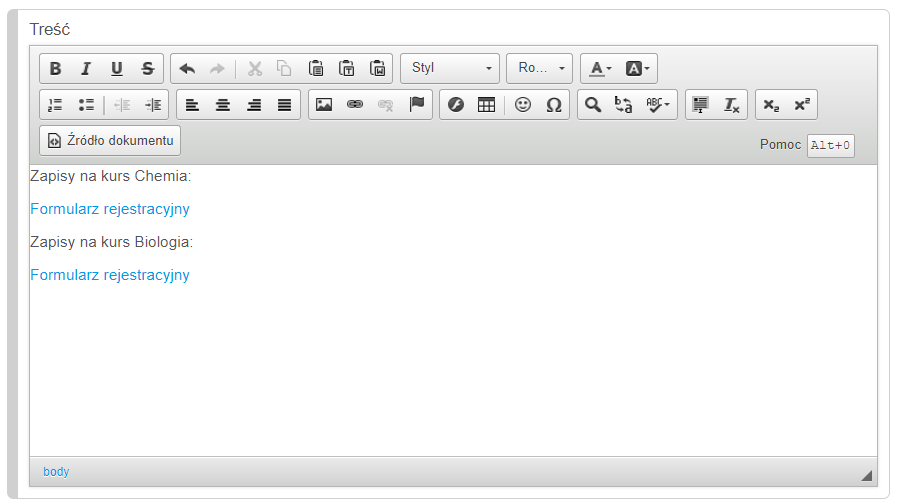 Treść
B I U S
Styl Ro... A A
Źródło dokumentu Pomoc Alt+0
Zapisy na kurs Chemia:
Formularz rejestracyjny
Zapisy na kurs Biologia:
Formularz rejestracyjny
body